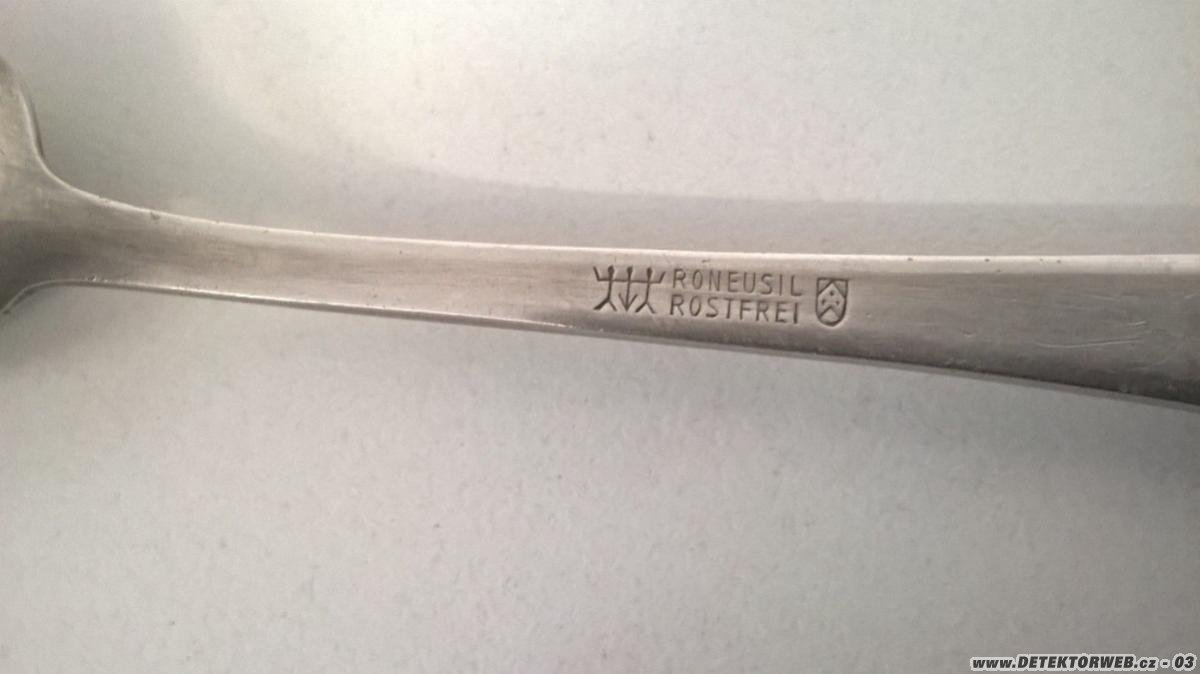 RONEUSIL
ROSTFREI
www.DETEKTORWEB.cz - 03